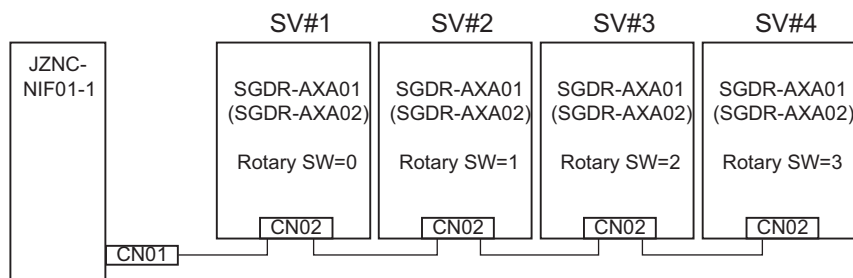 SV#1 SV#2 SV#3 SV#4
JZNC-
NIF01-1
SGDR-AXA01 SGDR-AXA01 SGDR-AXA01 SGDR-AXA01
(SGDR-AXA02) (SGDR-AXA02) (SGDR-AXA02) (SGDR-AXA02)
Rotary SW=0 Rotary SW=1 Rotary SW=2 Rotary SW=3
CN02 CN02 CN02 CN02
CN01